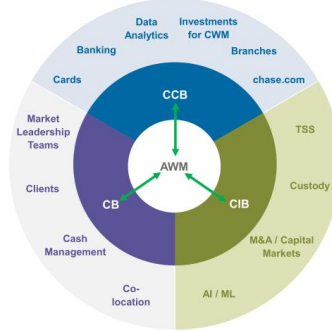 Data
Analytics
Investments
for CWM
Banking
Branches
Cards
chase.com
CCB
Market
Leadership
Teams
TSS
AWM
Clients
Custody
CB
CIB
Cash
Management
M&A / Capital
Markets
Co-
location
AI / ML